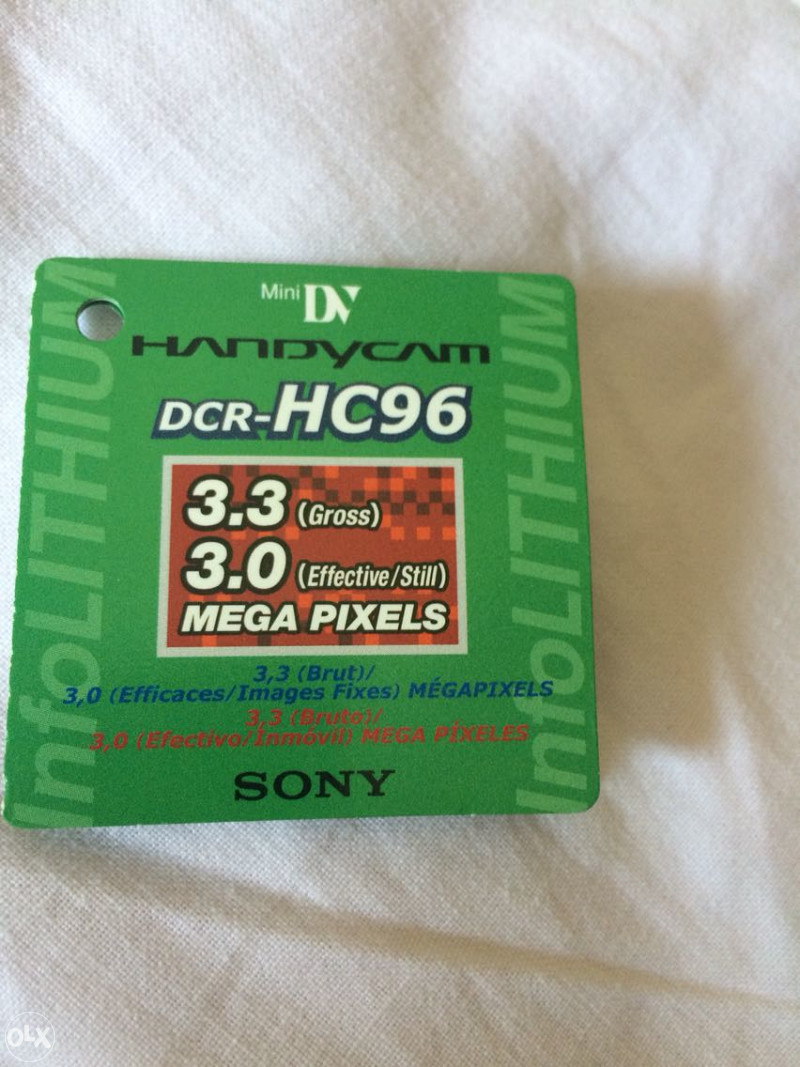 Mini DV
HANDYCAM
DCR-HC96
3.3 (Gross)
3.0 (Effective/Still)
MEGA PIXELS
3,3 (Brut)/
3,0 (Efficaces/Images Fixes) MÉGAPIXELS
3,3 (Bruto)/
3,0 (Efectivo/Inmóvil) MEGA PÍXELES
SONY
InfoLITHIUM
InfoLITHIUM
OLX